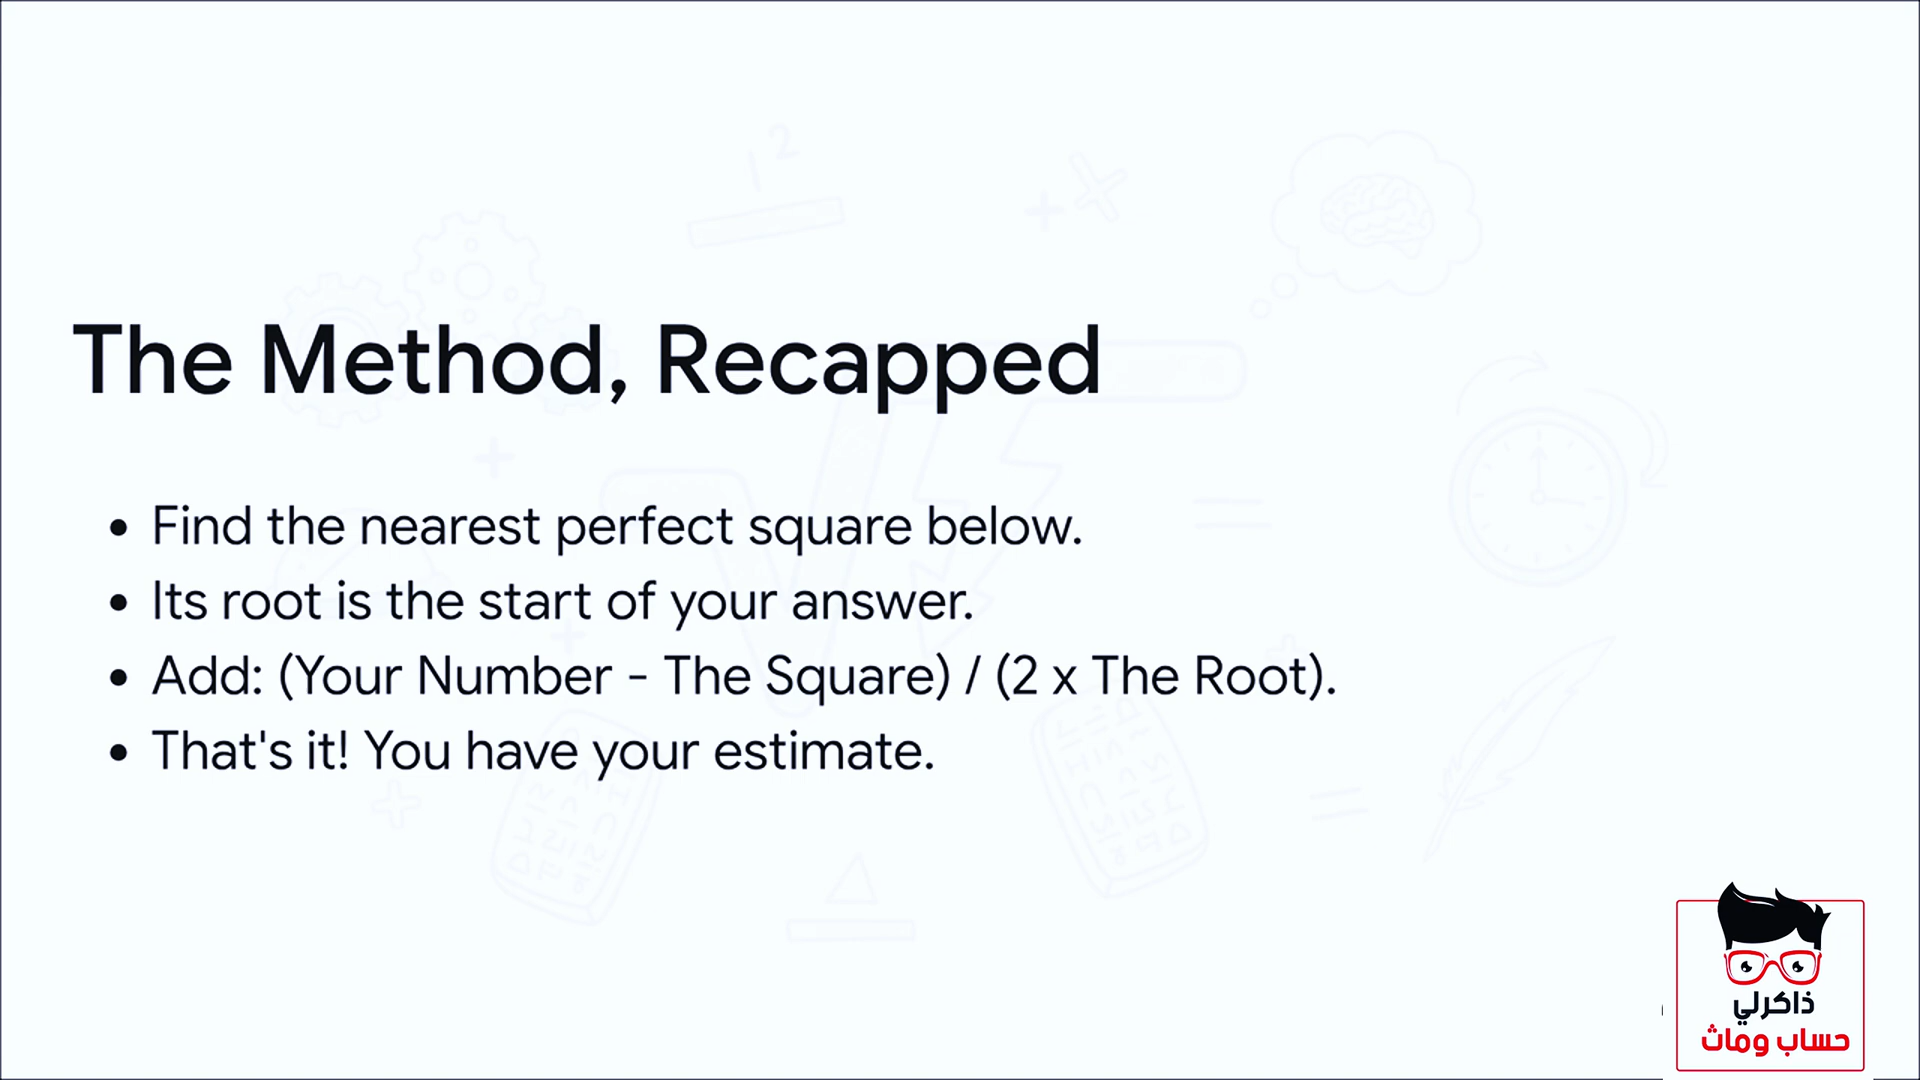 The Method, Recapped
• Find the nearest perfect square below.
• Its root is the start of your answer.
• Add: (Your Number - The Square) / (2 x The Root).
• That's it! You have your estimate.
ذاكرلي
حساب وماث